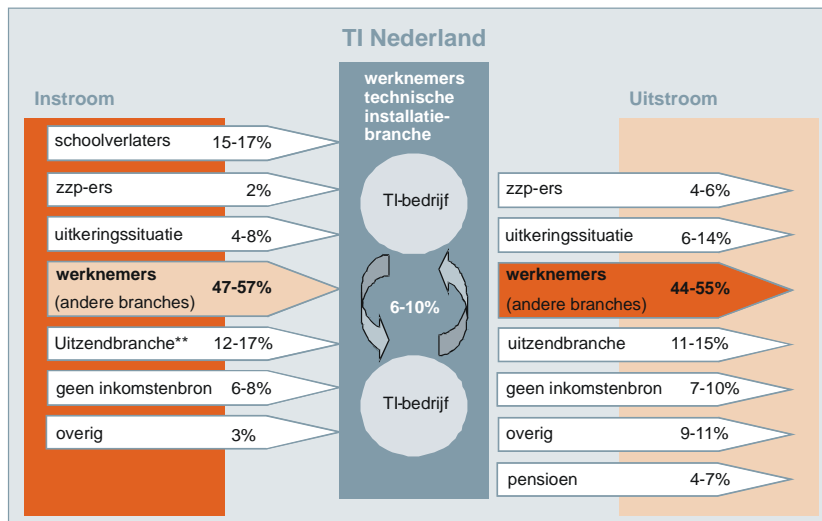 TI Nederland
Instroom
werknemers
technische
installatie-
branche
Uitstroom
schoolverlaters 15-17%
zzp-ers 2%
uitkeringssituatie 4-8%
werknemers
(andere branches) 47-57%
Uitzendbranche** 12-17%
geen inkomstenbron 6-8%
overig 3%
TI-bedrijf
6-10%
TI-bedrijf
zzp-ers 4-6%
uitkeringssituatie 6-14%
werknemers
(andere branches) 44-55%
uitzendbranche 11-15%
geen inkomstenbron 7-10%
overig 9-11%
pensioen 4-7%